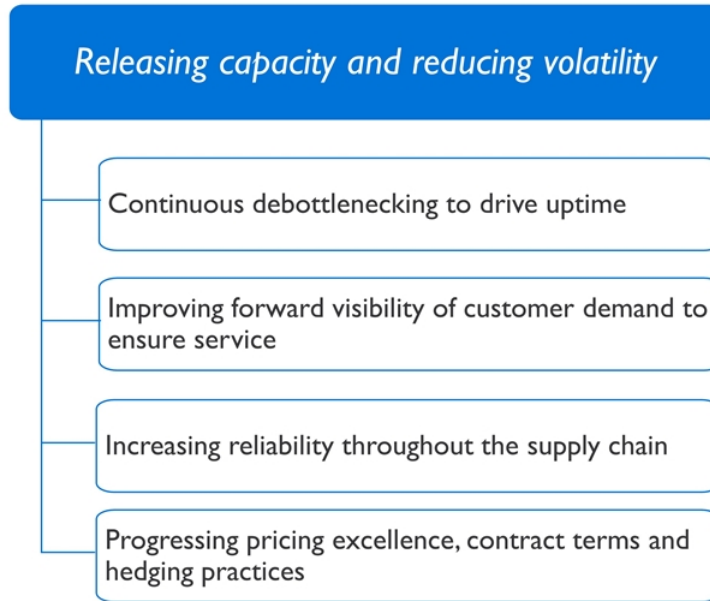 Releasing capacity and reducing volatility
Continuous debottlenecking to drive uptime
Improving forward visibility of customer demand to
ensure service
Increasing reliability throughout the supply chain
Progressing pricing excellence, contract terms and
hedging practices